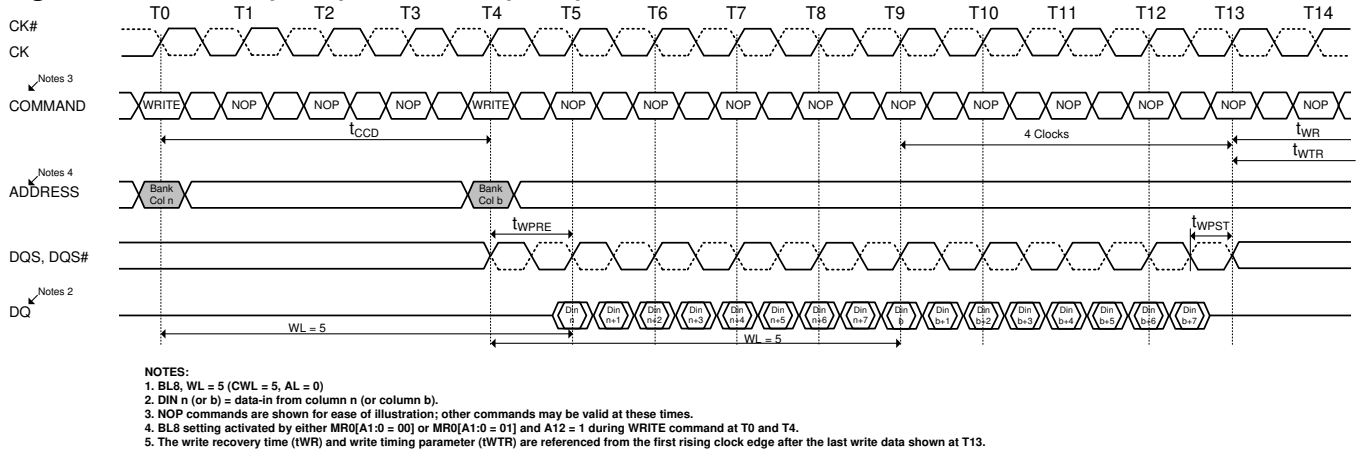 T0 T1 T2 T3 T4 T5 T6 T7 T8 T9 T10 T11 T12 T13 T14
CK#
CK
Notes 3
COMMAND
WRITE NOP NOP NOP WRITE NOP NOP NOP NOP NOP NOP NOP NOP NOP NOP
tCCD
4 Clocks
tWR
tWTR
Notes 4
ADDRESS
Bank Bank
Col n Col b
tWPRE
tWPST
DQS, DQS#
Notes 2
DQ
Din Din Din Din Din Din Din Din Din Din Din Din Din Din Din Din
n n+1 n+2 n+3 n+4 n+5 n+6 n+7 b b+1 b+2 b+3 b+4 b+5 b+6 b+7
WL = 5
WL = 5
NOTES:
1. BL8, WL = 5 (CWL = 5, AL = 0)
2. DIN n (or b) = data-in from column n (or column b).
3. NOP commands are shown for ease of illustration; other commands may be valid at these times.
4. BL8 setting activated by either MR0[A1:0 = 00] or MR0[A1:0 = 01] and A12 = 1 during WRITE command at T0 and T4.
5. The write recovery time (tWR) and write timing parameter (tWTR) are referenced from the first rising clock edge after the last write data shown at T13.